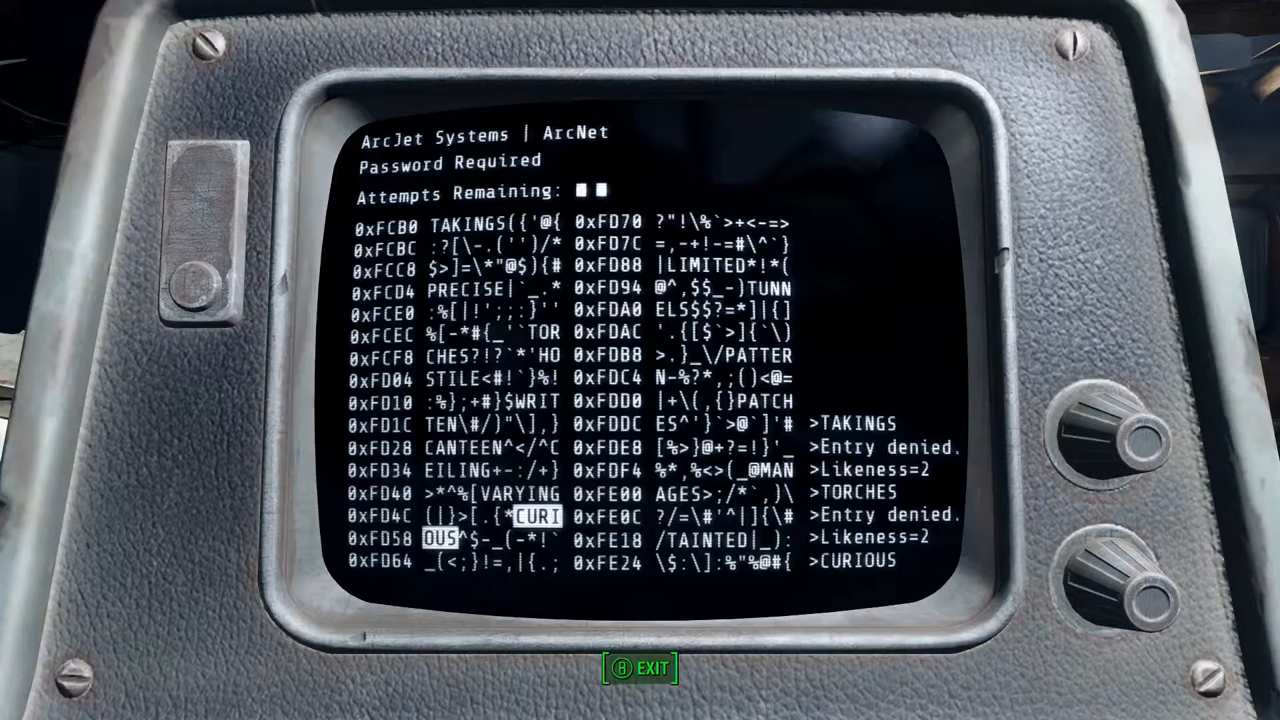 ArcJet Systems | ArcNet
Password Required
Attempts Remaining: ■ ■
0xFCB0 TAKINGS({'@{ 0xFD70 ?"!\%`>+<-=>
0xFCBC :?[\-.('')/* 0xFD7C =,-+!-=#\^`}
0xFCC8 $>]=\*"@$){# 0xFD88 |LIMITED*!*(
0xFCD4 PRECISE|`_.* 0xFD94 @^,$$_-)TUNN
0xFCE0 :%[|!';;:}'' 0xFDA0 ELS$$?=*]|{]
0xFCEC %[-*#{_'`TOR 0xFDAC '.{[$`>]{`\)
0xFCF8 CHES?!?`*'HO 0xFDB8 >.}_\/PATTER
0xFD04 STILE<#!`}%! 0xFDC4 N-%?*,;()<@=
0xFD10 :%};+#}$WRIT 0xFDD0 |+\(,{}PATCH
0xFD1C TEN\#/)"\],} 0xFDDC ES^'}`>@`]'# >TAKINGS
0xFD28 CANTEEN^</^C 0xFDE8 [%>}@+?=!}'_ >Entry denied.
0xFD34 EILING+-:/+} 0xFDF4 %*,%<>(_@MAN >Likeness=2
0xFD40 >*^%[VARYING 0xFE00 AGES>;/*`,)\ >TORCHES
0xFD4C (|}>[.{*CURI 0xFE0C ?/=\#'^|]{\# >Entry denied.
0xFD58 OUS^$-_(-*!` 0xFE18 /TAINTED|_): >Likeness=2
0xFD64 _(<;}!=,|{.; 0xFE24 \$:\]:%"%@#{ >CURIOUS
[Ⓑ EXIT]